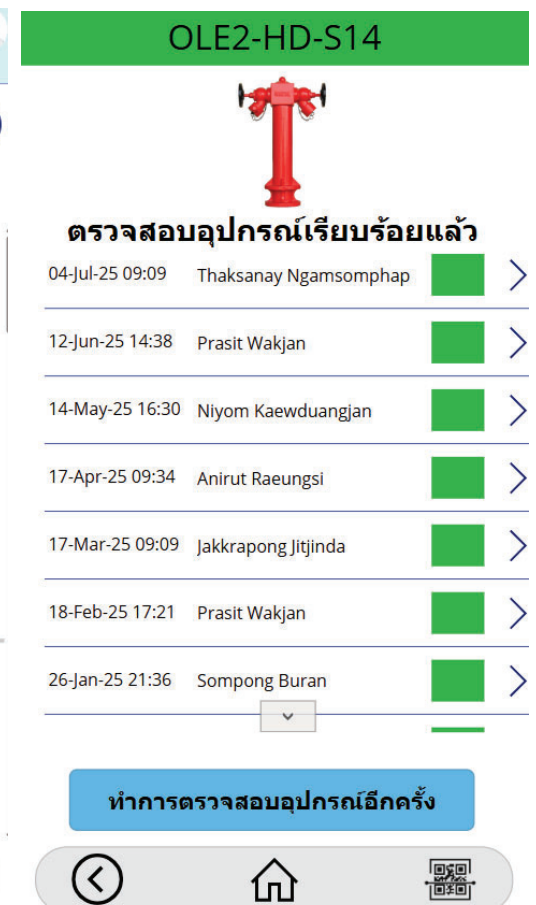 OLE2-HD-S14
ตรวจสอบอุปกรณ์เรียบร้อยแล้ว
04-Jul-25 09:09 Thaksanay Ngamsomphap
12-Jun-25 14:38 Prasit Wakjan
14-May-25 16:30 Niyom Kaewduangjan
17-Apr-25 09:34 Anirut Raeungsi
17-Mar-25 09:09 Jakkrapong Jitjinda
18-Feb-25 17:21 Prasit Wakjan
26-Jan-25 21:36 Sompong Buran
ทำการตรวจสอบอุปกรณ์อีกครั้ง